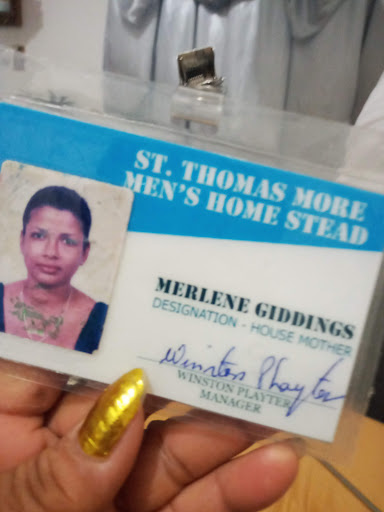 ST. THOMAS MORE
MEN'S HOME STEAD
MERLENE GIDDINGS
DESIGNATION - HOUSE MOTHER
Winston Playter
WINSTON PLAYTER
MANAGER